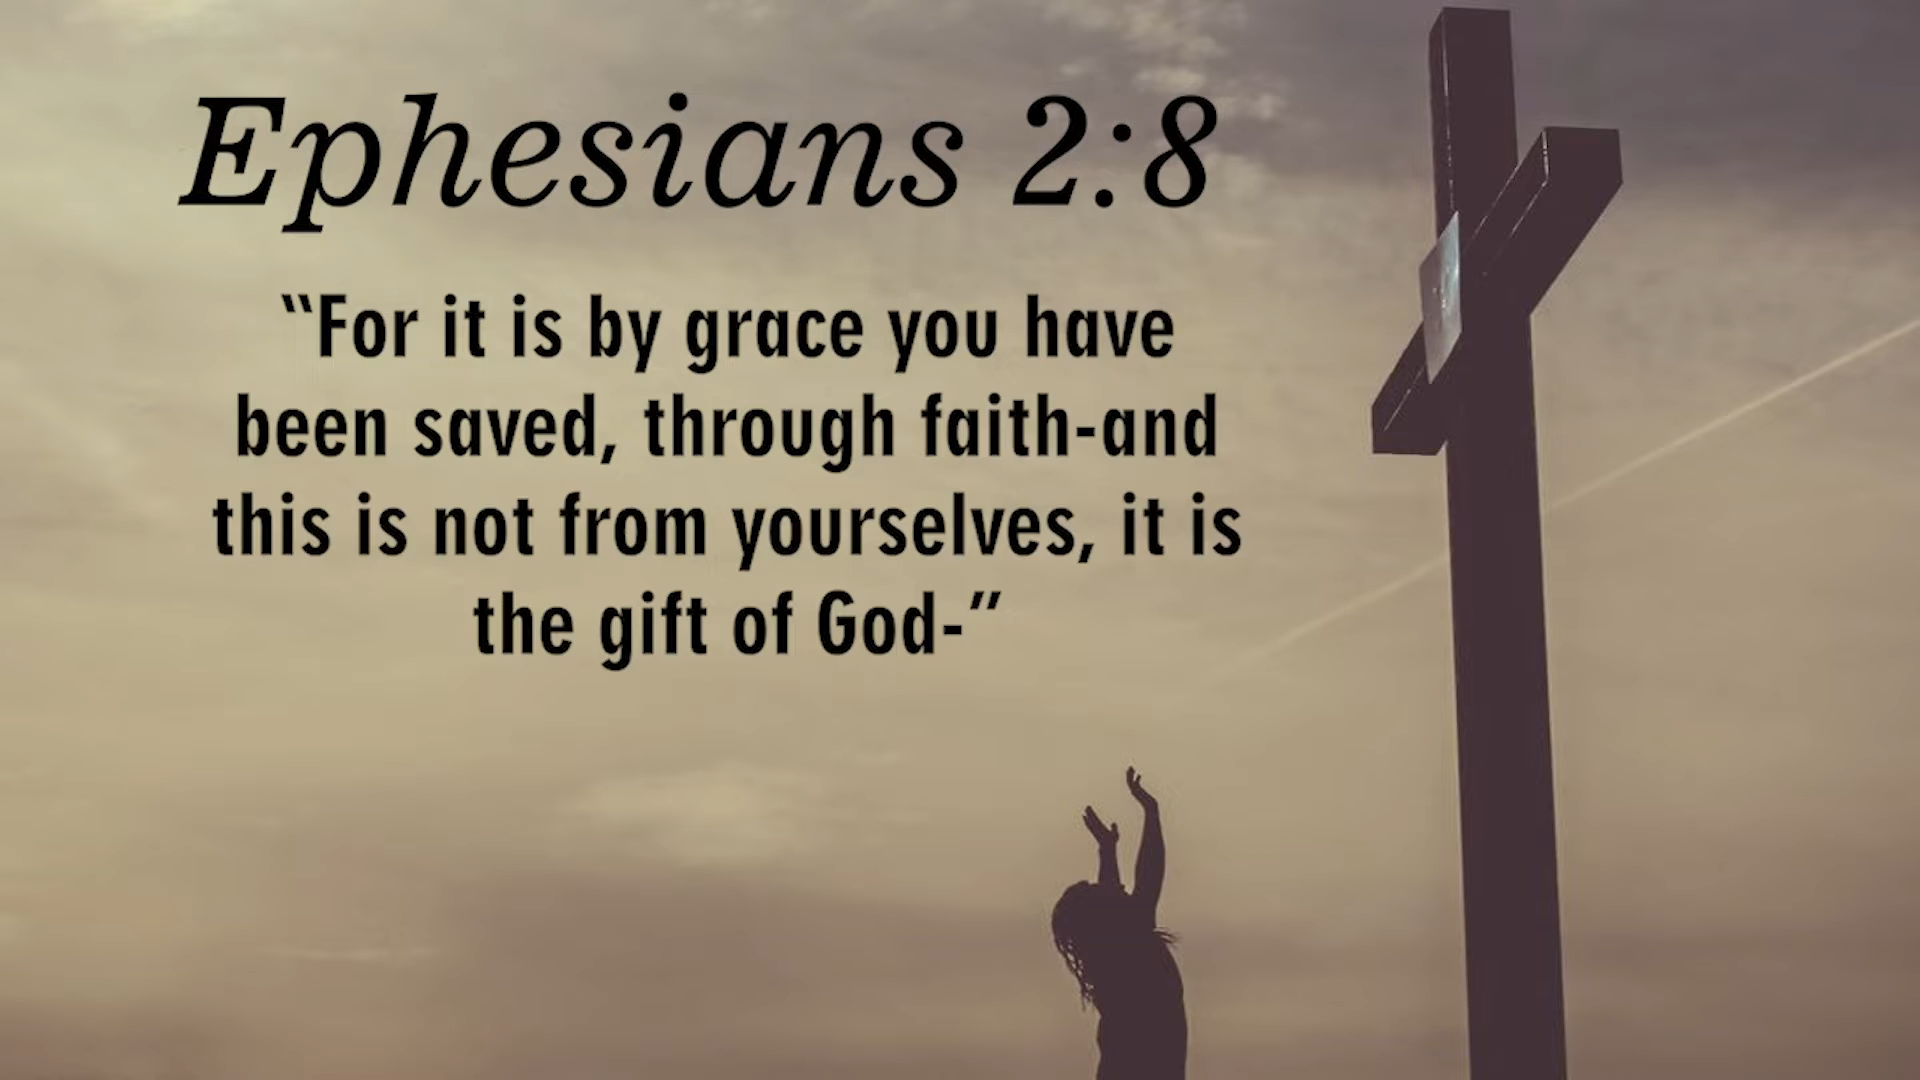 Ephesians 2:8
“For it is by grace you have
been saved, through faith-and
this is not from yourselves, it is
the gift of God-”